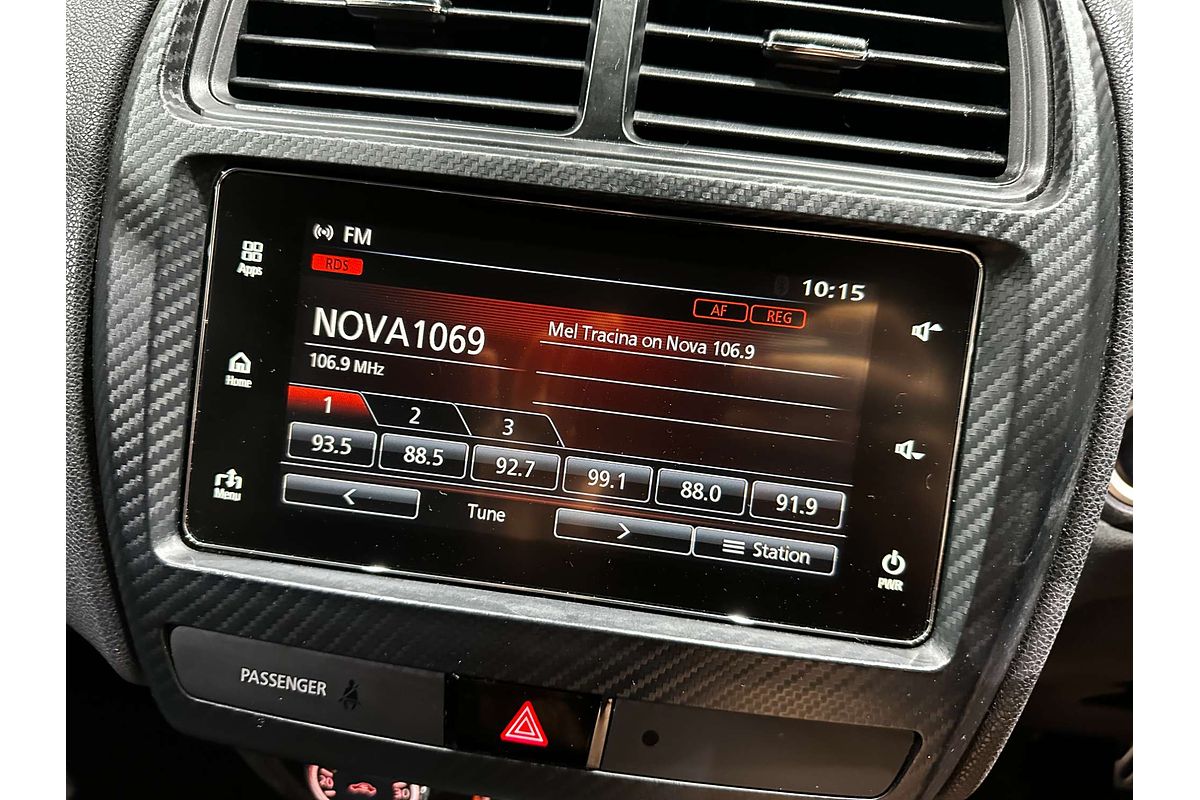 FM
RDS
10:15
AF REG
NOVA1069
Mel Tracina on Nova 106.9
106.9 MHz
1 2 3
93.5 88.5 92.7 99.1 88.0 91.9
< Tune > Station
Apps
Home
Menu
PWR
PASSENGER
20 30